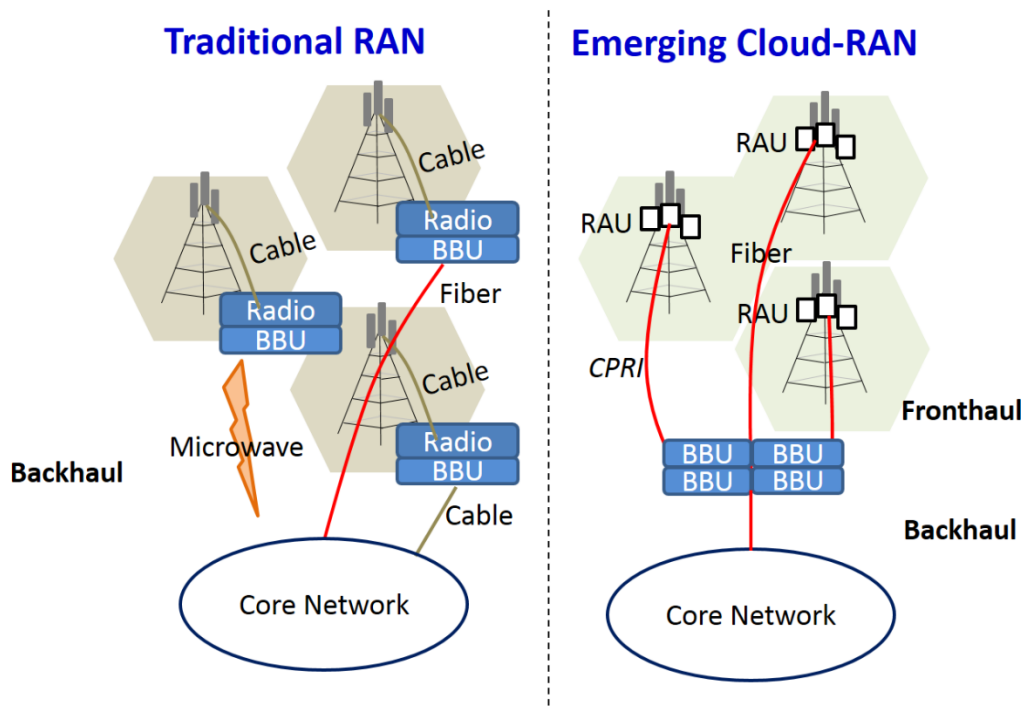 Traditional RAN
Cable
Radio
BBU
Cable
Radio
BBU
Fiber
Cable
Radio
BBU
Microwave
Backhaul
Cable
Core Network
Emerging Cloud-RAN
RAU
RAU
Fiber
RAU
CPRI
Fronthaul
BBU BBU
BBU BBU
Backhaul
Core Network